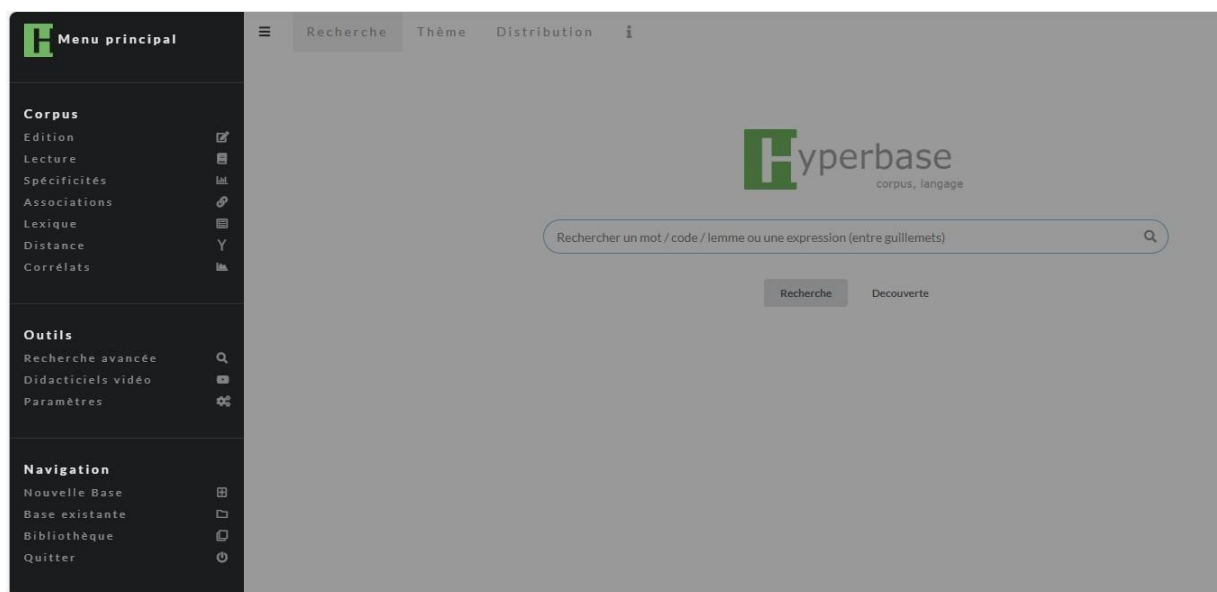 Menu principal
Corpus
Edition
Lecture
Spécificités
Associations
Lexique
Distance
Corrélats
Outils
Recherche avancée
Didacticiels vidéo
Paramètres
Navigation
Nouvelle Base
Base existante
Bibliothèque
Quitter
Recherche Thème Distribution i
Hyperbase
corpus, langage
Rechercher un mot / code / lemme ou une expression (entre guillemets)
Recherche Decouverte